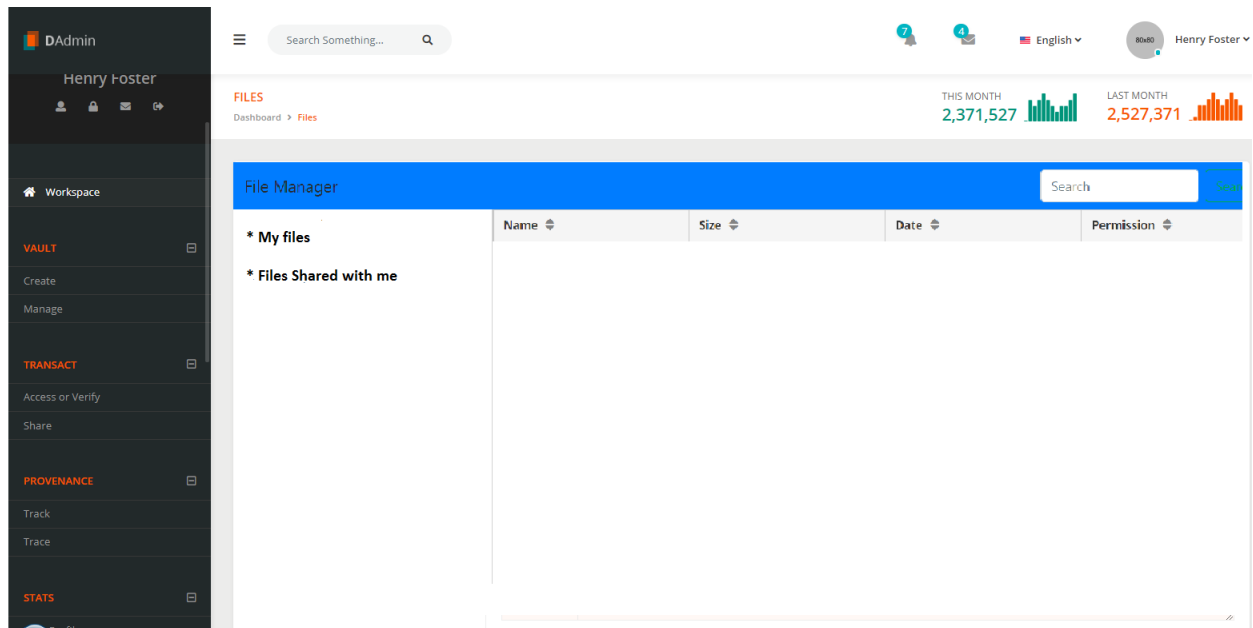 DAdmin
Search Something...
7
4
English
80x80
Henry Foster
Henry Foster
FILES
Dashboard > Files
THIS MONTH
2,371,527
LAST MONTH
2,527,371
Workspace
VAULT
Create
Manage
TRANSACT
Access or Verify
Share
PROVENANCE
Track
Trace
STATS
File Manager
Search
* My files
* Files Shared with me
Name
Size
Date
Permission